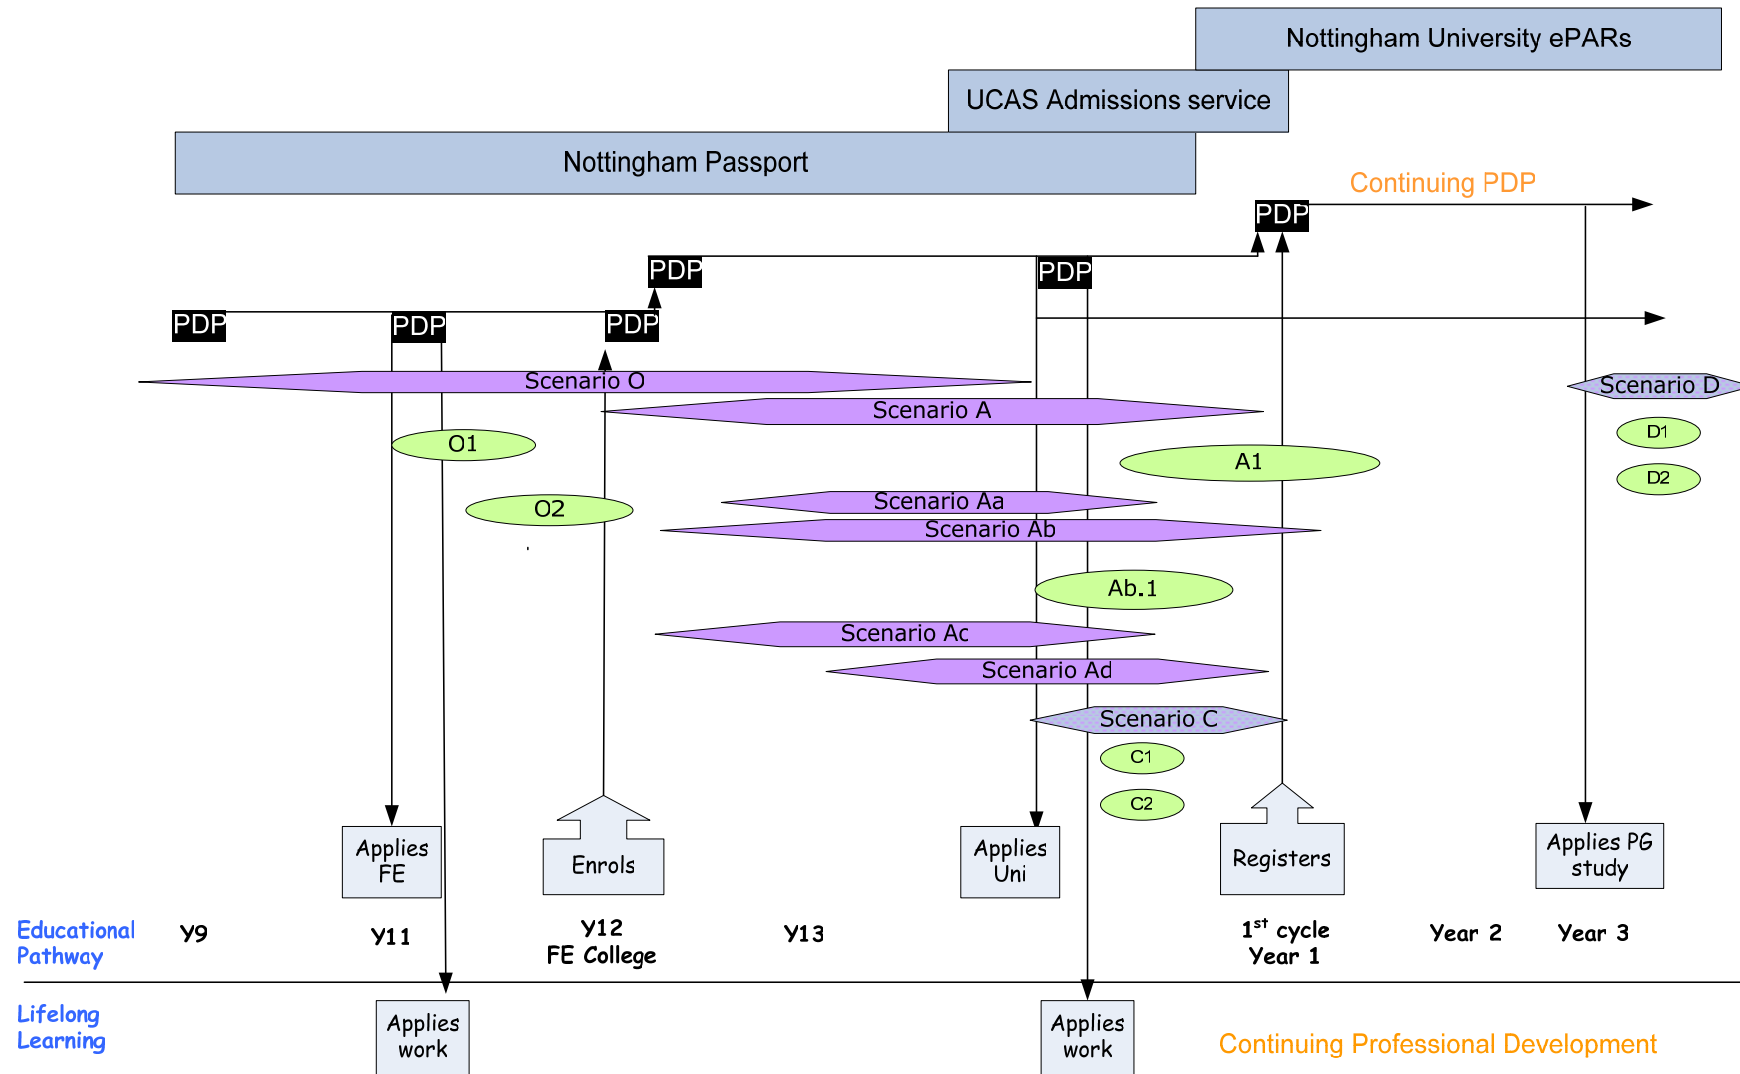 Nottingham University ePARs
UCAS Admissions service
Nottingham Passport
Continuing PDP
PDP
PDP
PDP
PDP
PDP
PDP
Scenario O
Scenario D
Scenario A
D1
O1
A1
D2
Scenario Aa
O2
Scenario Ab
Ab.1
Scenario Ac
Scenario Ad
Scenario C
C1
C2
Applies
FE
Enrols
Applies
Uni
Registers
Applies PG
study
Educational
Pathway
Y9
Y11
Y12
FE College
Y13
1st cycle
Year 1
Year 2
Year 3
Lifelong
Learning
Applies
work
Applies
work
Continuing Professional Development